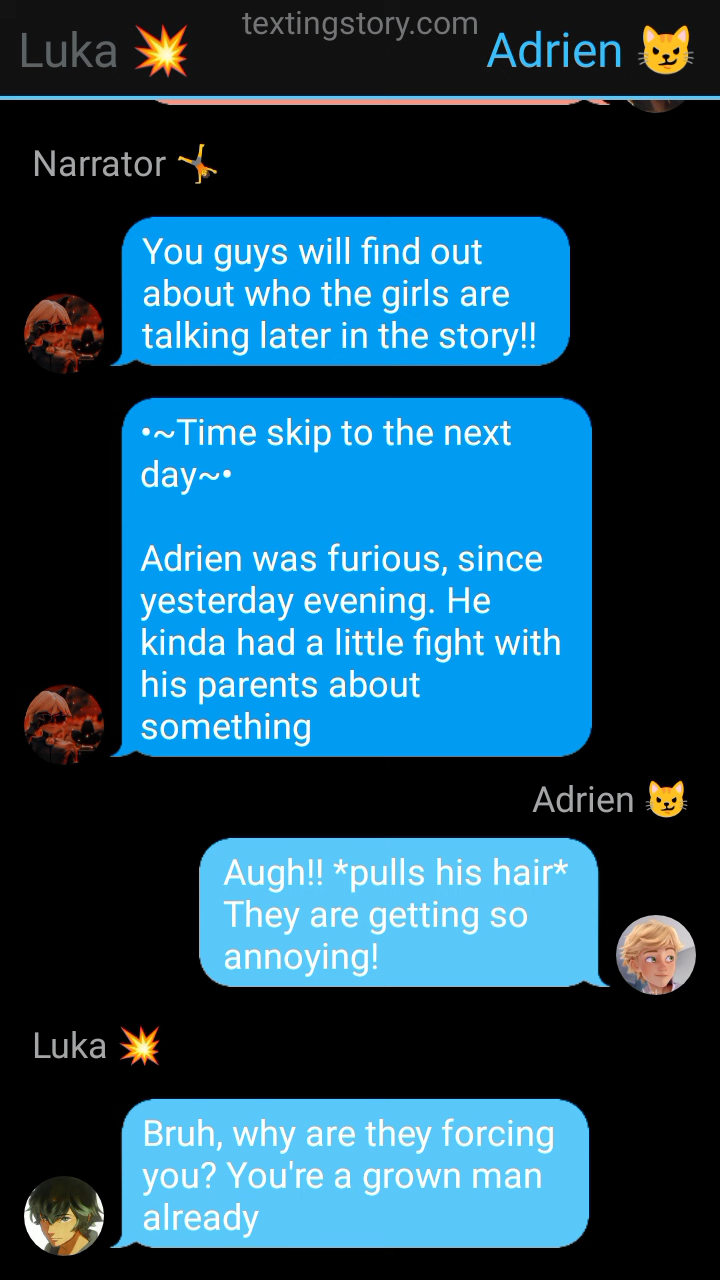 textingstory.com
Luka 💥 Adrien 😼
Narrator 🤸
You guys will find out
about who the girls are
talking later in the story!!
•~Time skip to the next
day~•
Adrien was furious, since
yesterday evening. He
kinda had a little fight with
his parents about
something
Adrien 😼
Augh!! *pulls his hair*
They are getting so
annoying!
Luka 💥
Bruh, why are they forcing
you? You're a grown man
already